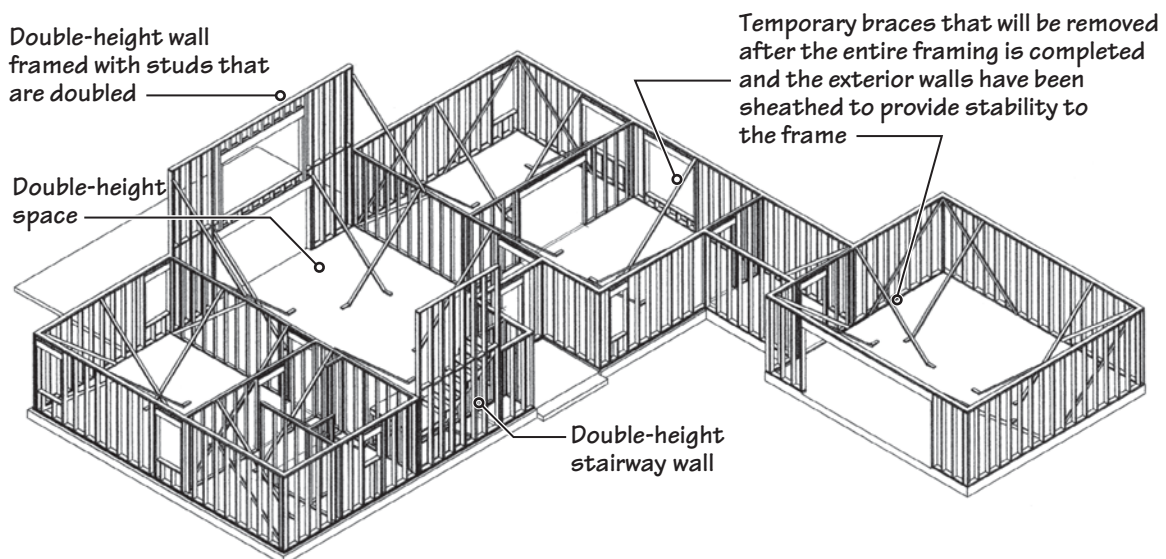 Double-height wall
framed with studs that
are doubled
Temporary braces that will be removed
after the entire framing is completed
and the exterior walls have been
sheathed to provide stability to
the frame
Double-height
space
Double-height
stairway wall